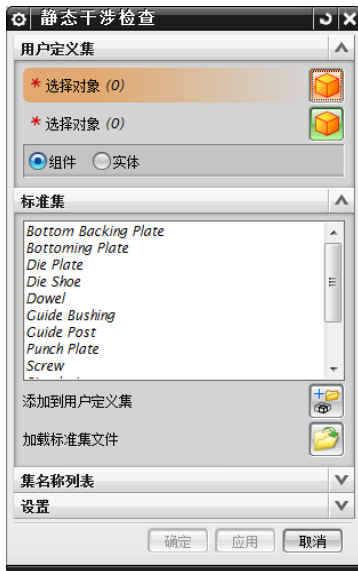 静态干涉检查
用户定义集
* 选择对象 (0)
* 选择对象 (0)
组件 实体
标准集
Bottom Backing Plate
Bottoming Plate
Die Plate
Die Shoe
Dowel
Guide Bushing
Guide Post
Punch Plate
Screw
添加到用户定义集
加载标准集文件
集名称列表
设置
确定 应用 取消